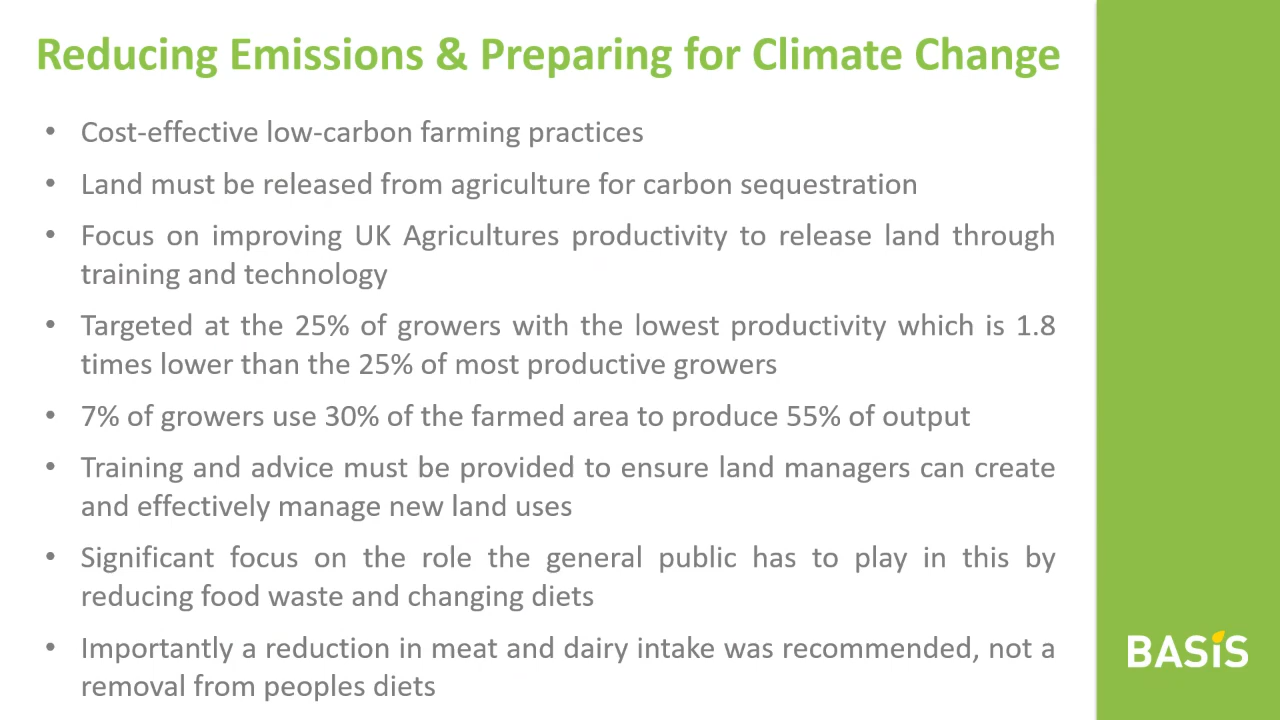 Reducing Emissions & Preparing for Climate Change
• Cost-effective low-carbon farming practices
• Land must be released from agriculture for carbon sequestration
• Focus on improving UK Agricultures productivity to release land through
training and technology
• Targeted at the 25% of growers with the lowest productivity which is 1.8
times lower than the 25% of most productive growers
• 7% of growers use 30% of the farmed area to produce 55% of output
• Training and advice must be provided to ensure land managers can create
and effectively manage new land uses
• Significant focus on the role the general public has to play in this by
reducing food waste and changing diets
• Importantly a reduction in meat and dairy intake was recommended, not a
removal from peoples diets
BASiS